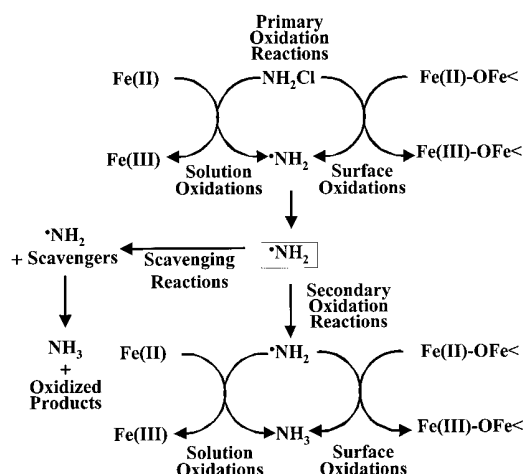 Primary
Oxidation
Reactions
Fe(II)
NH₂Cl
Fe(II)-OFe<
Fe(III)
•NH₂
Fe(III)-OFe<
Solution
Oxidations
Surface
Oxidations
•NH₂
+ Scavengers
Scavenging
Reactions
•NH₂
Secondary
Oxidation
Reactions
NH₃
+
Oxidized
Products
Fe(II)
•NH₂
Fe(II)-OFe<
Fe(III)
NH₃
Fe(III)-OFe<
Solution
Oxidations
Surface
Oxidations